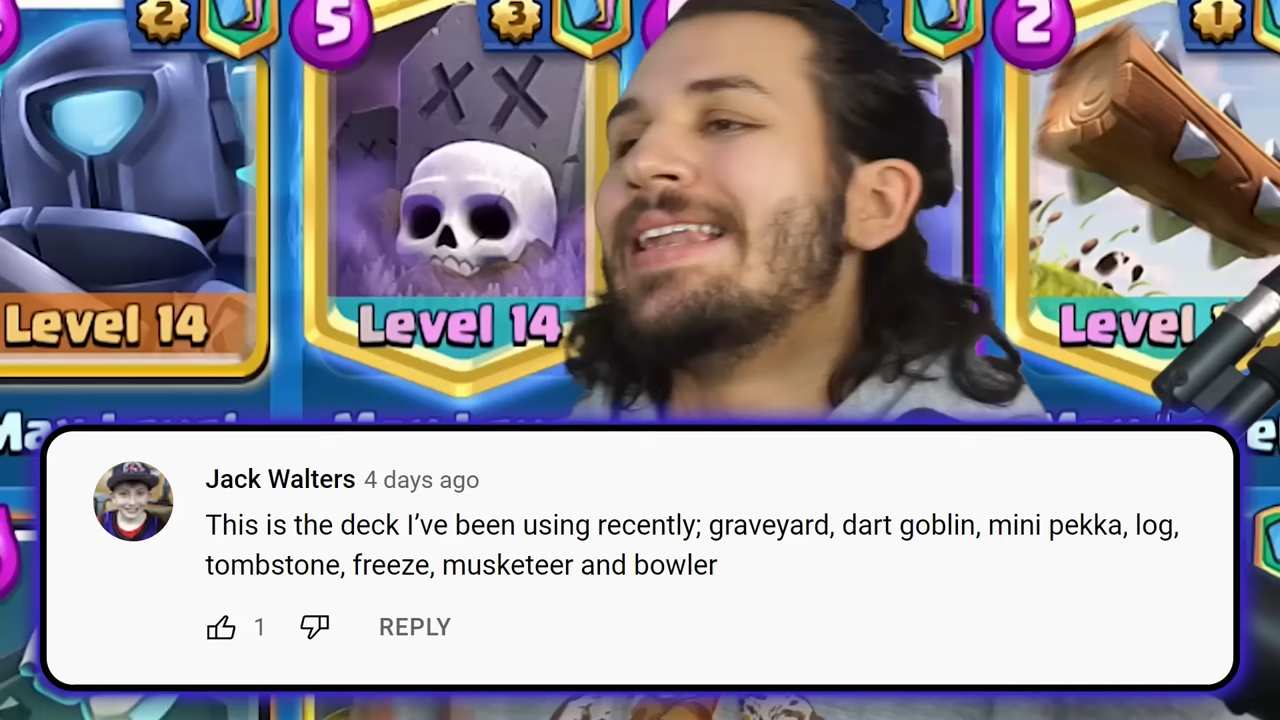 2
5
3
2
1
Level 14
Level 14
Level
Jack Walters 4 days ago
This is the deck I’ve been using recently; graveyard, dart goblin, mini pekka, log,
tombstone, freeze, musketeer and bowler
1
REPLY